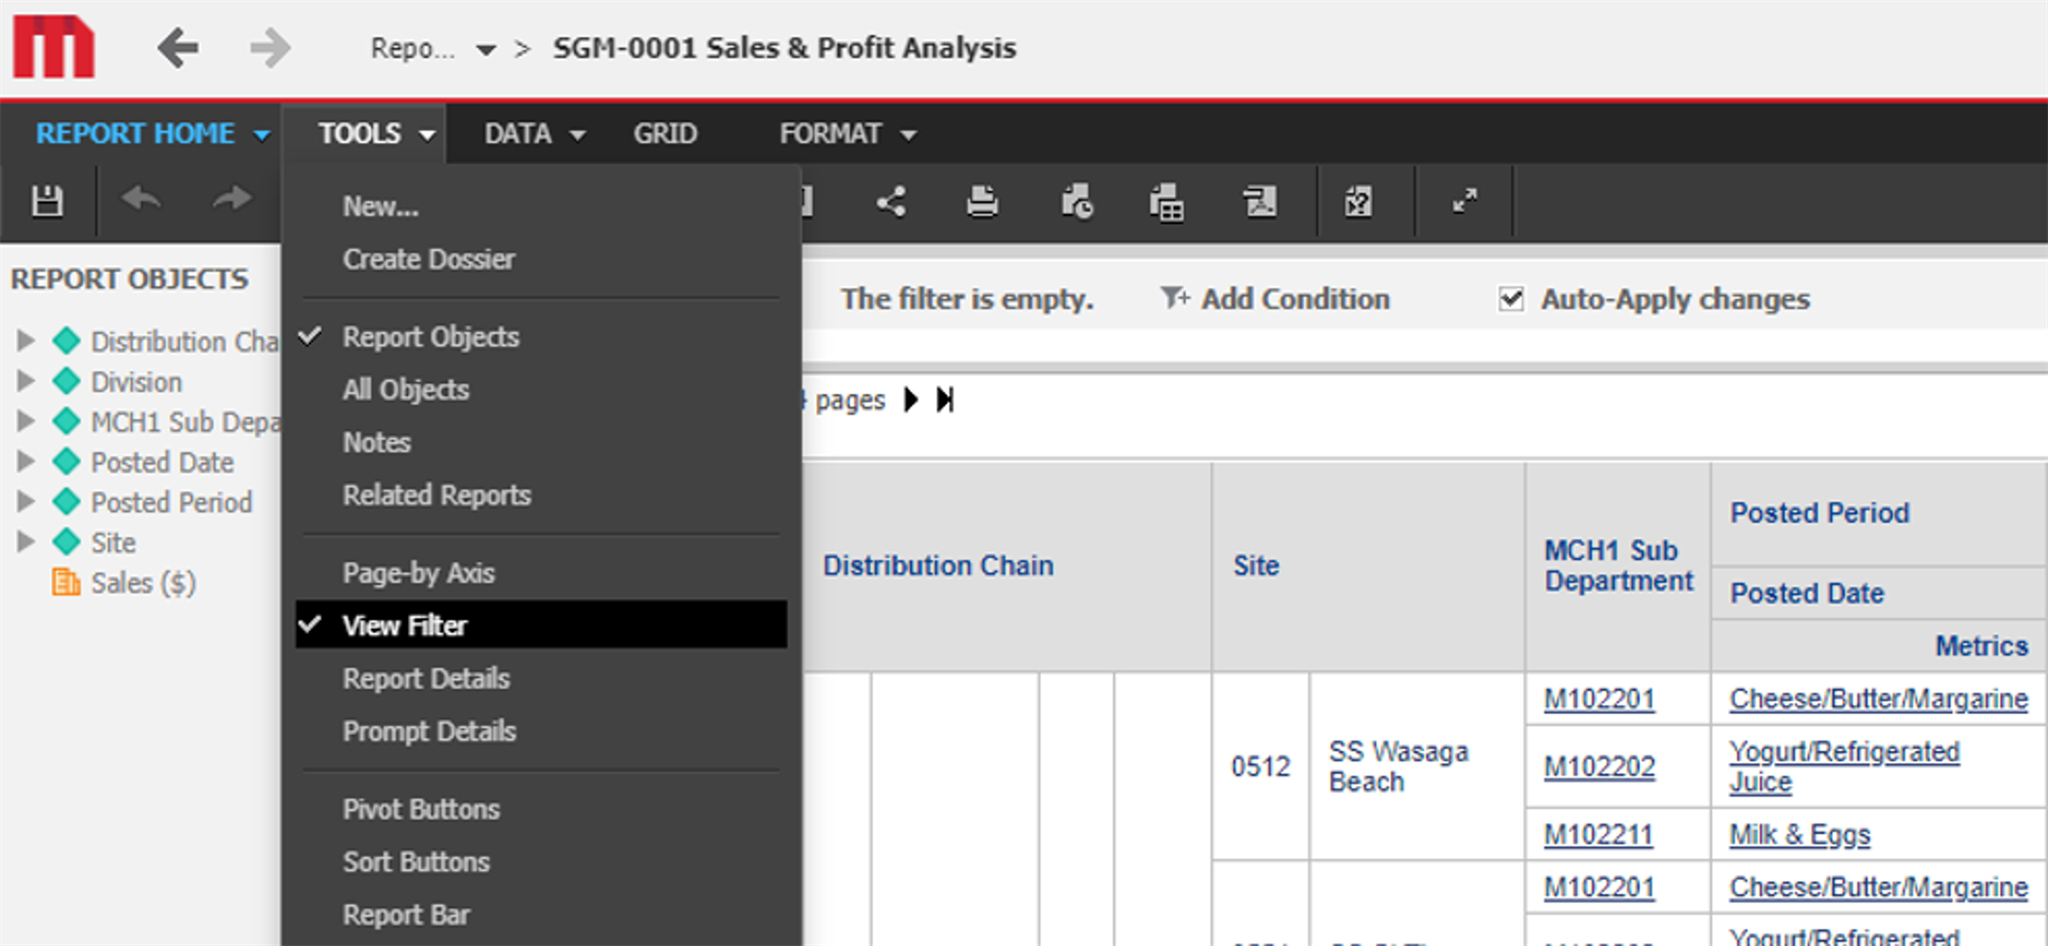 Repo... > SGM-0001 Sales & Profit Analysis
REPORT HOME TOOLS DATA GRID FORMAT
New...
Create Dossier
Report Objects
All Objects
Notes
Related Reports
Page-by Axis
View Filter
Report Details
Prompt Details
Pivot Buttons
Sort Buttons
Report Bar
REPORT OBJECTS
Distribution Cha
Division
MCH1 Sub Depa
Posted Date
Posted Period
Site
Sales ($)
The filter is empty. Add Condition Auto-Apply changes
pages
Distribution Chain
Site
MCH1 Sub
Department
Posted Period
Posted Date
Metrics
0512
SS Wasaga
Beach
M102201 Cheese/Butter/Margarine
M102202 Yogurt/Refrigerated
Juice
M102211 Milk & Eggs
M102201 Cheese/Butter/Margarine
Yogurt/Refrigerated